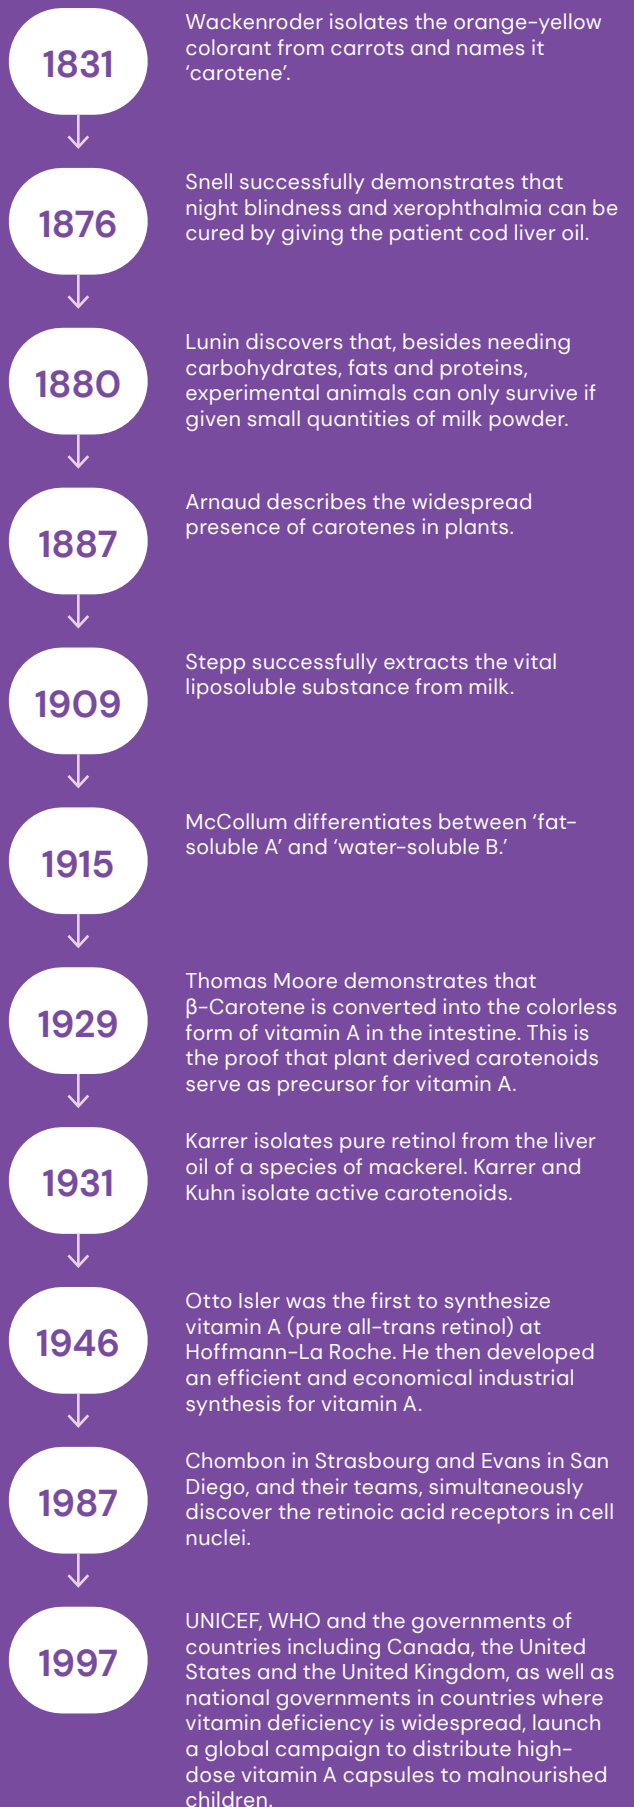 1831
Wackenroder isolates the orange-yellow
colorant from carrots and names it
‘carotene’.
1876
Snell successfully demonstrates that
night blindness and xerophthalmia can be
cured by giving the patient cod liver oil.
1880
Lunin discovers that, besides needing
carbohydrates, fats and proteins,
experimental animals can only survive if
given small quantities of milk powder.
1887
Arnaud describes the widespread
presence of carotenes in plants.
1909
Stepp successfully extracts the vital
liposoluble substance from milk.
1915
McCollum differentiates between ‘fat-
soluble A’ and ‘water-soluble B.’
1929
Thomas Moore demonstrates that
β-Carotene is converted into the colorless
form of vitamin A in the intestine. This is
the proof that plant derived carotenoids
serve as precursor for vitamin A.
1931
Karrer isolates pure retinol from the liver
oil of a species of mackerel. Karrer and
Kuhn isolate active carotenoids.
1946
Otto Isler was the first to synthesize
vitamin A (pure all-trans retinol) at
Hoffmann-La Roche. He then developed
an efficient and economical industrial
synthesis for vitamin A.
1987
Chombon in Strasbourg and Evans in San
Diego, and their teams, simultaneously
discover the retinoic acid receptors in cell
nuclei.
1997
UNICEF, WHO and the governments of
countries including Canada, the United
States and the United Kingdom, as well as
national governments in countries where
vitamin deficiency is widespread, launch
a global campaign to distribute high-
dose vitamin A capsules to malnourished
children.